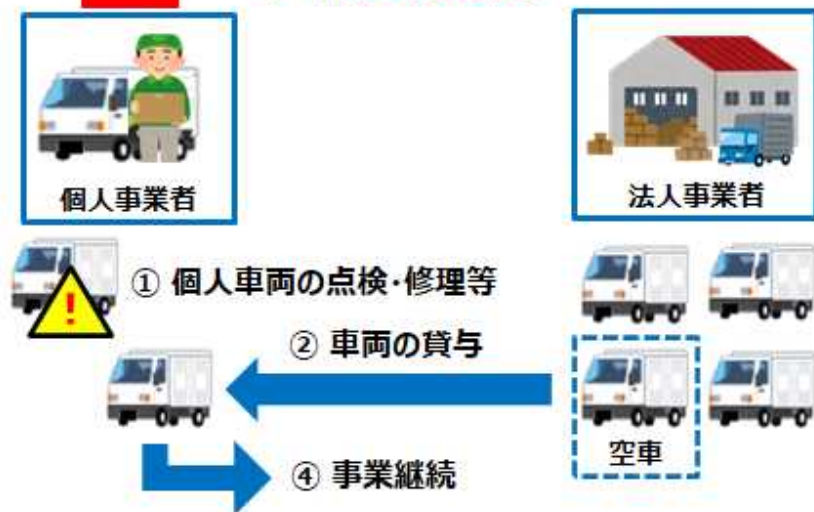 個人事業者
法人事業者
① 個人車両の点検・修理等
② 車両の貸与
空車
④ 事業継続